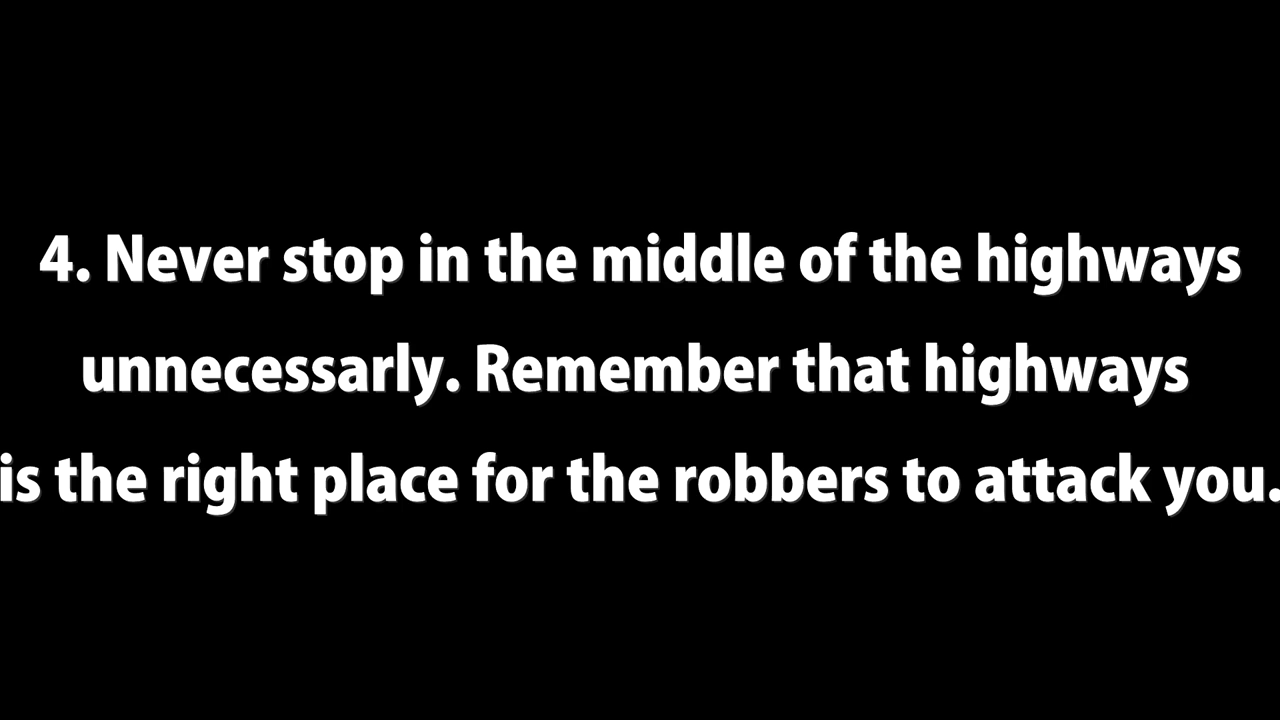 4. Never stop in the middle of the highways
unnecessarly. Remember that highways
is the right place for the robbers to attack you.